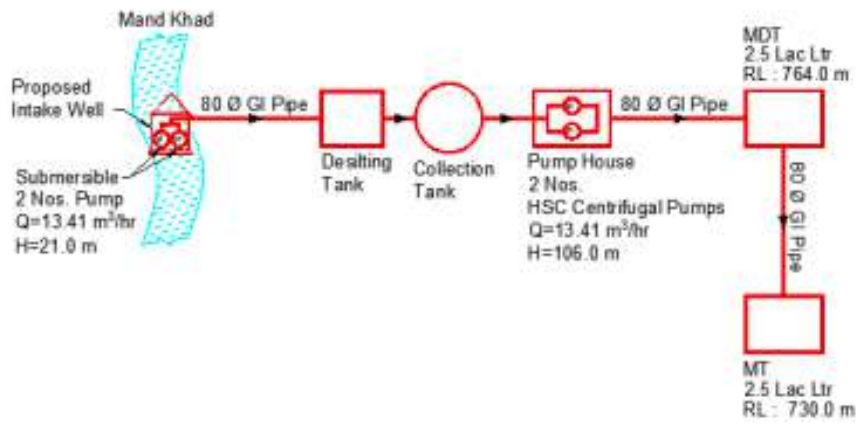 Mand Khad
Proposed
Intake Well
Submersible
2 Nos. Pump
Q=13.41 m³/hr
H=21.0 m
80 Ø GI Pipe
Desilting
Tank
Collection
Tank
Pump House
2 Nos.
HSC Centrifugal Pumps
Q=13.41 m³/hr
H=106.0 m
80 Ø GI Pipe
MDT
2.5 Lac Ltr
RL : 764.0 m
80 Ø GI Pipe
MT
2.5 Lac Ltr
RL : 730.0 m